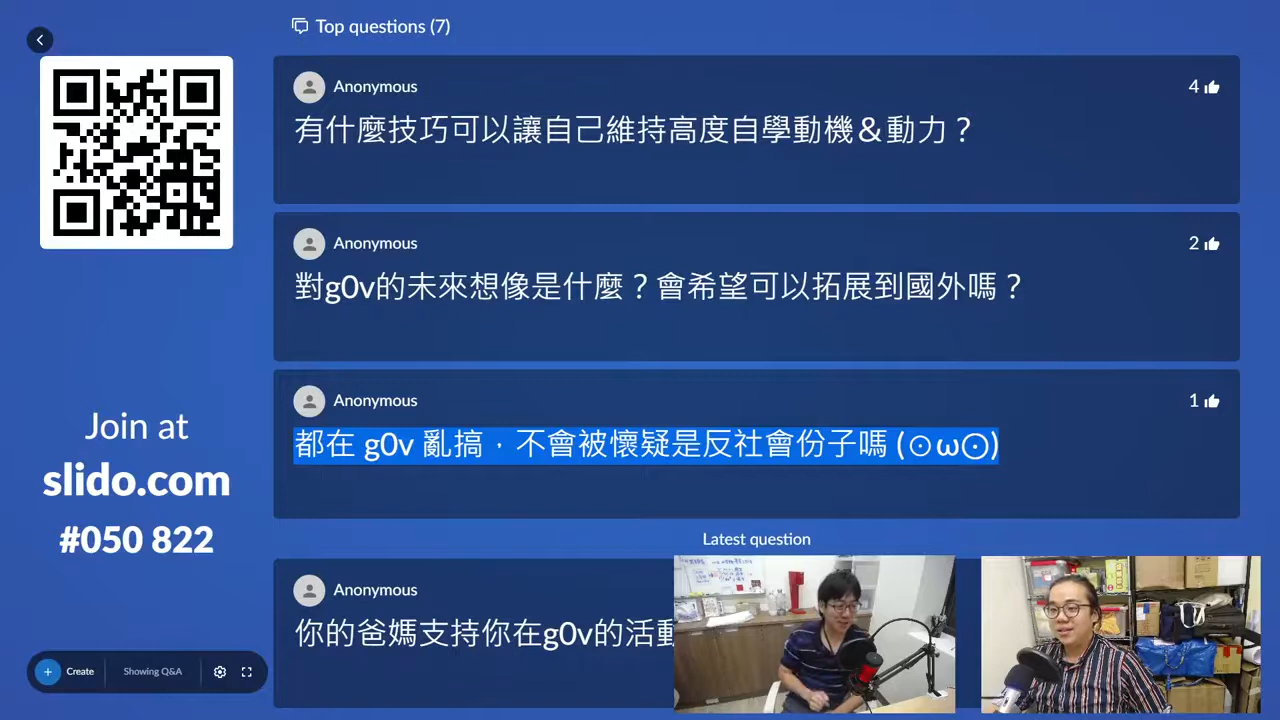 Top questions (7)
Anonymous
4
有什麼技巧可以讓自己維持高度自學動機＆動力？
Anonymous
2
對g0v的未來想像是什麼？會希望可以拓展到國外嗎？
Anonymous
1
都在 g0v 亂搞，不會被懷疑是反社會份子嗎 (⊙ω⊙)
Latest question
Anonymous
你的爸媽支持你在g0v的活動
Join at
slido.com
#050 822
Create
Showing Q&A